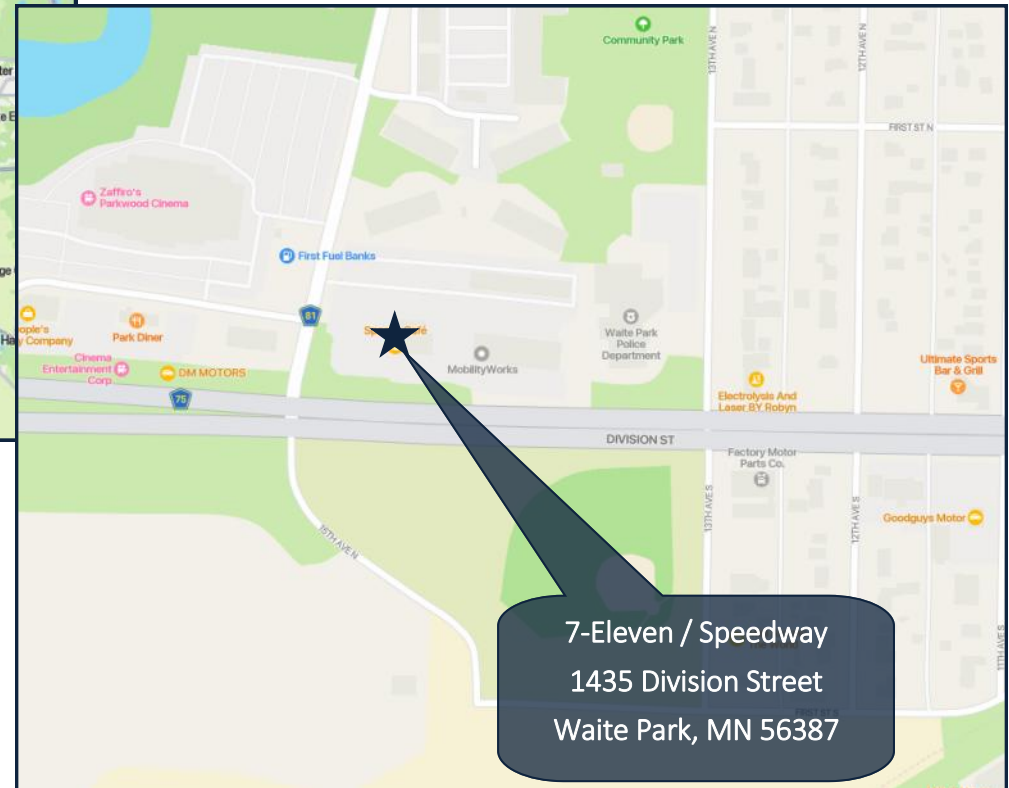 Community Park
13TH AVE N
12TH AVE N
FIRST ST N
Zaffiro's
Parkwood Cinema
First Fuel Banks
81
Park Diner
Company
Cinema
Entertainment
Corp
DM MOTORS
75
MobilityWorks
Waite Park
Police
Department
Electrolysis And
Laser BY Robyn
Ultimate Sports
Bar & Grill
DIVISION ST
Factory Motor
Parts Co.
13TH AVE S
12TH AVE S
Goodguys Motor
15TH AVE N
11TH AVE S
FIRST ST S
7-Eleven / Speedway
1435 Division Street
Waite Park, MN 56387